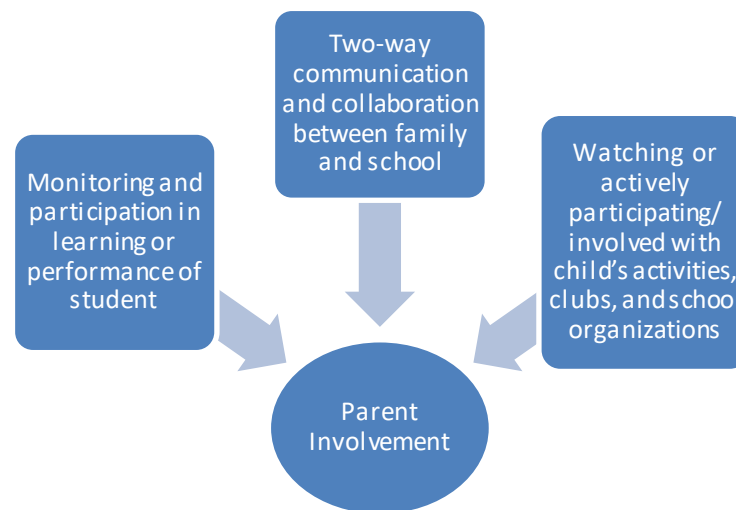 Two-way
communication
and collaboration
between family
and school
Monitoring and
participation in
learning or
performance of
student
Watching or
actively
participating/
involved with
child's activities,
clubs, and school
organizations
Parent
Involvement